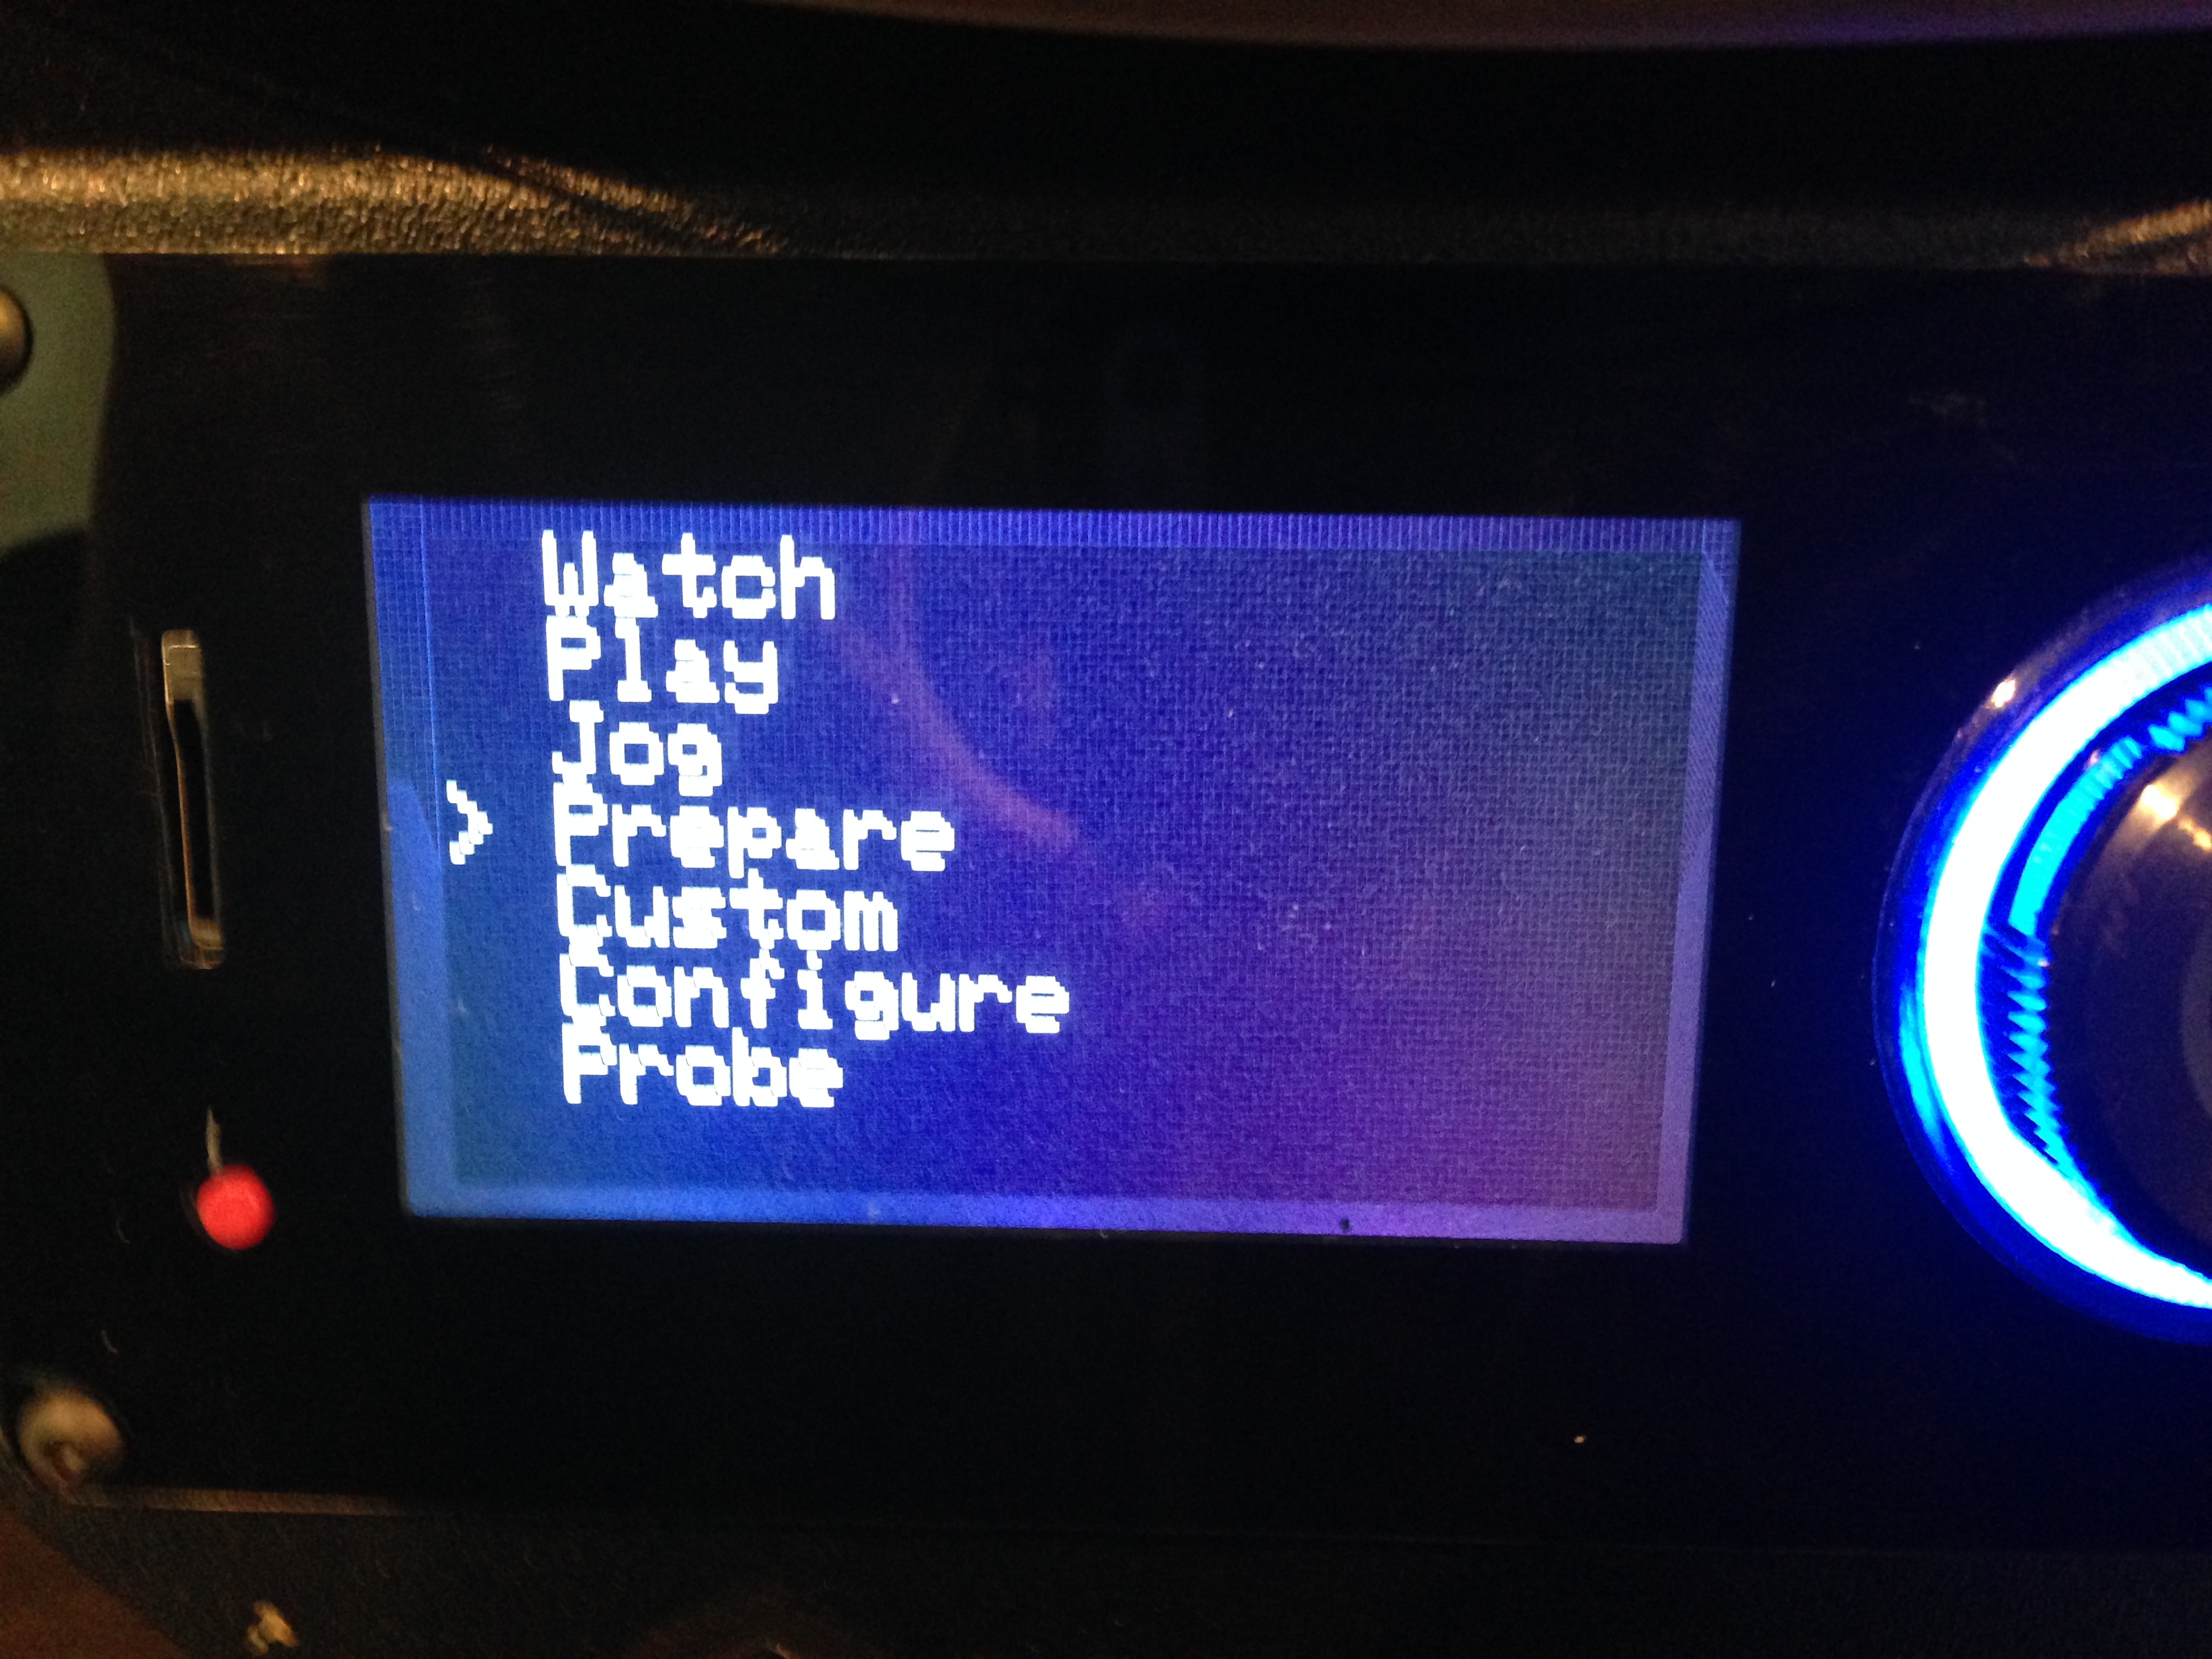 Watch
Play
Jog
> Prepare
Custom
Configure
Probe